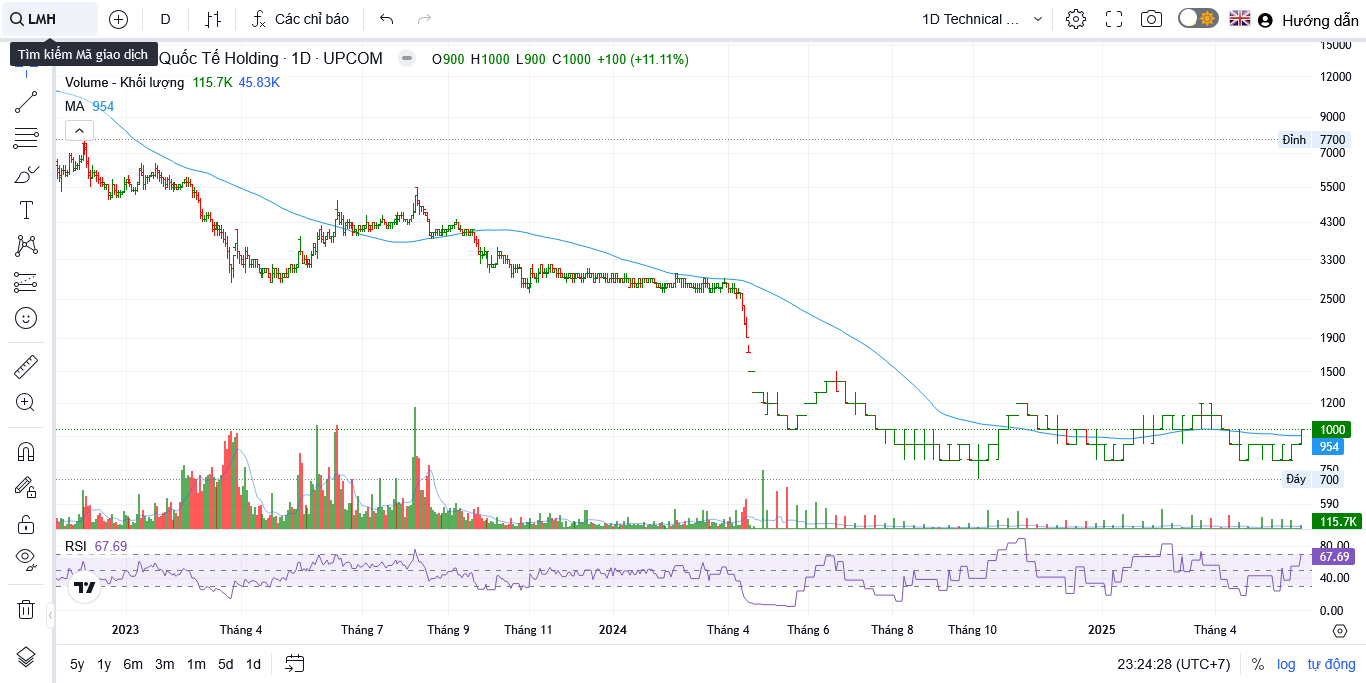 LMH D Các chỉ báo 1D Technical ... Hướng dẫn
Tìm kiếm Mã giao dịch
Quốc Tế Holding · 1D · UPCOM O900 H1000 L900 C1000 +100 (+11.11%)
Volume - Khối lượng 115.7K 45.83K
MA 954
15000
12000
9000
Đỉnh 7700
7000
5500
4300
3300
2500
1900
1500
1200
1000
954
750
Đáy 700
590
115.7K
RSI 67.69
80.00
67.69
40.00
0.00
2023 Tháng 4 Tháng 7 Tháng 9 Tháng 11 2024 Tháng 4 Tháng 6 Tháng 8 Tháng 10 2025 Tháng 4
5y 1y 6m 3m 1m 5d 1d 23:24:28 (UTC+7) % log tự động